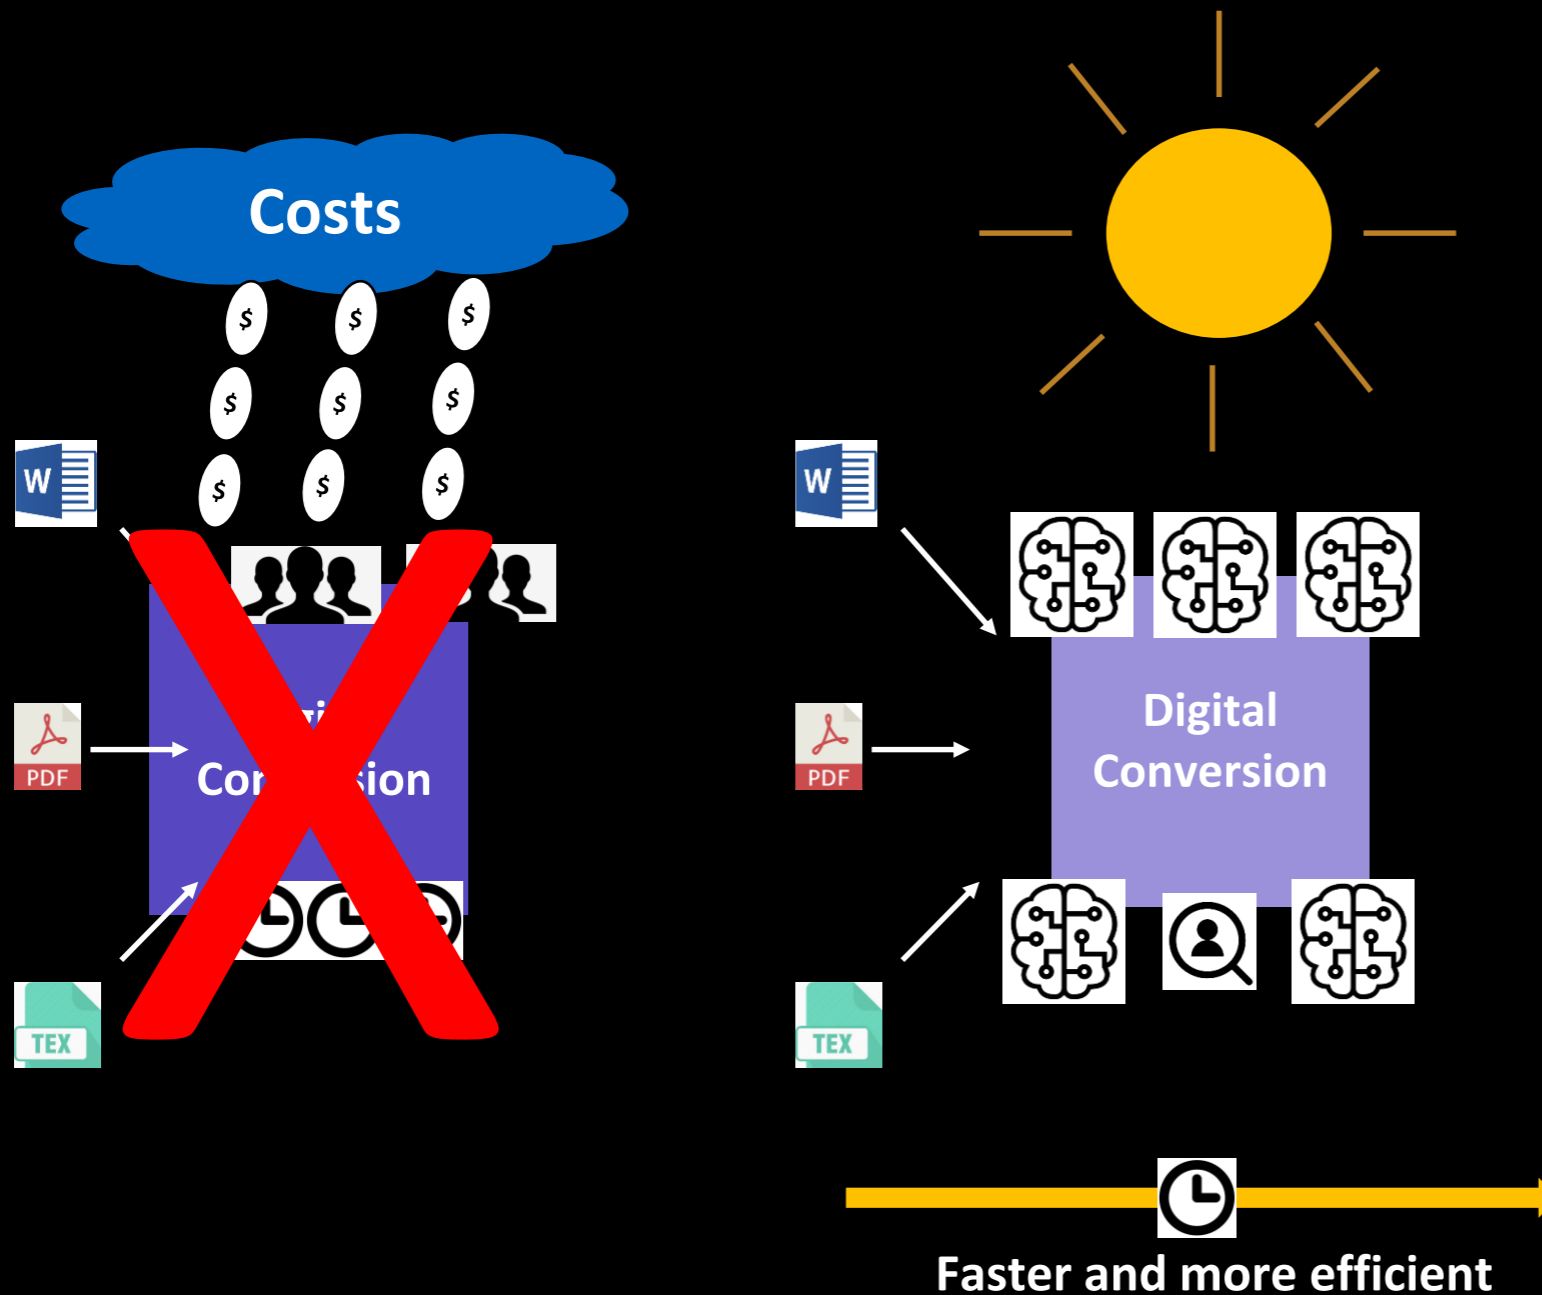 Costs
$ $ $
$ $ $
$ $ $
W
PDF
TEX
W
Digital
Conversion
PDF
TEX
Faster and more efficient